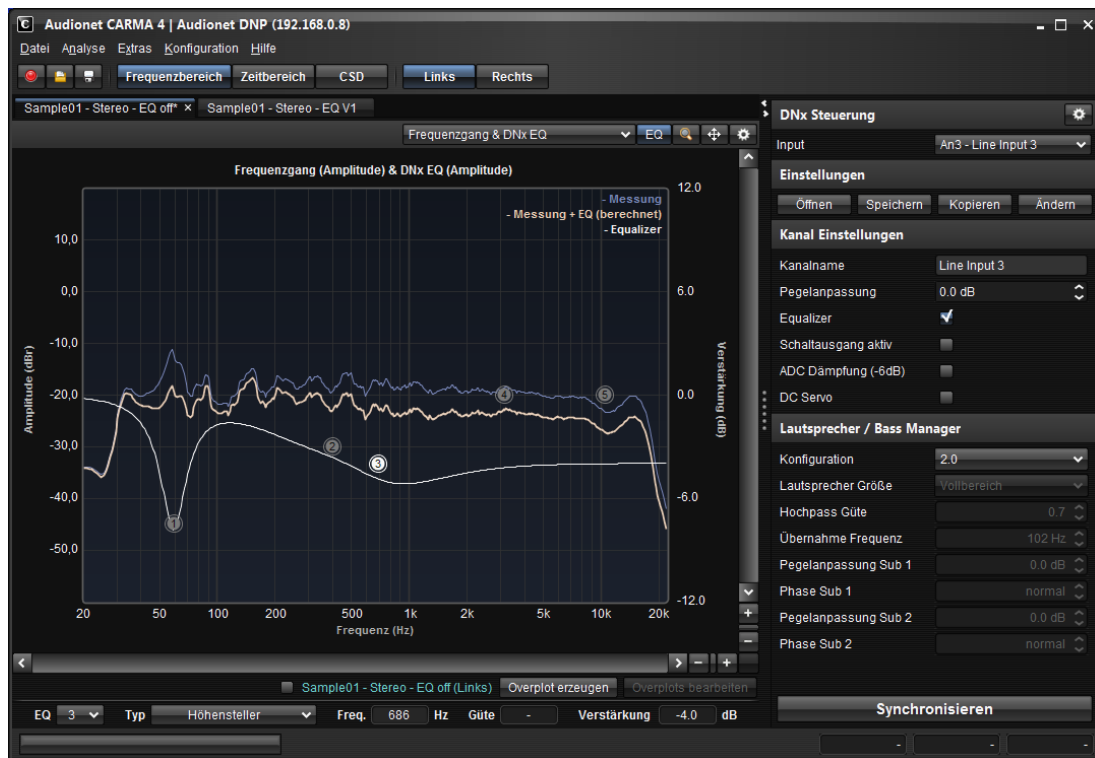 Audionet CARMA 4 | Audionet DNP (192.168.0.8)
Datei Analyse Extras Konfiguration Hilfe
Frequenzbereich Zeitbereich CSD Links Rechts
Sample01 - Stereo - EQ off* × Sample01 - Stereo - EQ V1
Frequenzgang & DNx EQ EQ
Frequenzgang (Amplitude) & DNx EQ (Amplitude)
- Messung
- Messung + EQ (berechnet)
- Equalizer
Amplitude (dBr)
10,0
0,0
-10,0
-20,0
-30,0
-40,0
-50,0
12.0
6.0
0.0
-6.0
-12.0
Verstärkung (dB)
1 2 3 4 5
20 50 100 200 500 1k 2k 5k 10k 20k
Frequenz (Hz)
Sample01 - Stereo - EQ off (Links) Overplot erzeugen Overplots bearbeiten
EQ 3 Typ Höhensteller Freq. 686 Hz Güte - Verstärkung -4.0 dB
DNx Steuerung
Input An3 - Line Input 3
Einstellungen
Öffnen Speichern Kopieren Ändern
Kanal Einstellungen
Kanalname Line Input 3
Pegelanpassung 0.0 dB
Equalizer
Schaltausgang aktiv
ADC Dämpfung (-6dB)
DC Servo
Lautsprecher / Bass Manager
Konfiguration 2.0
Lautsprecher Größe Vollbereich
Hochpass Güte 0.7
Übernahme Frequenz 102 Hz
Pegelanpassung Sub 1 0.0 dB
Phase Sub 1 normal
Pegelanpassung Sub 2 0.0 dB
Phase Sub 2 normal
Synchronisieren
- - -